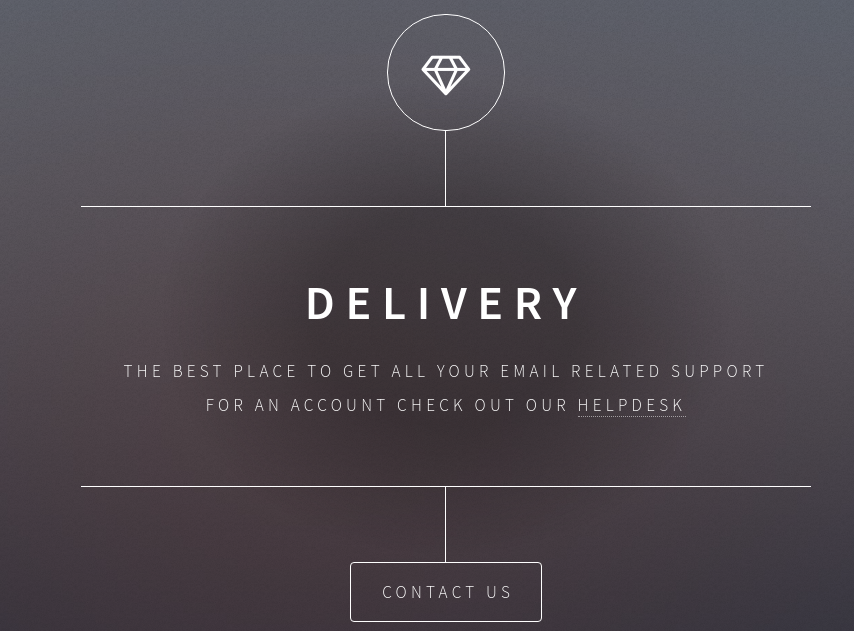 DELIVERY
THE BEST PLACE TO GET ALL YOUR EMAIL RELATED SUPPORT
FOR AN ACCOUNT CHECK OUT OUR HELPDESK
CONTACT US